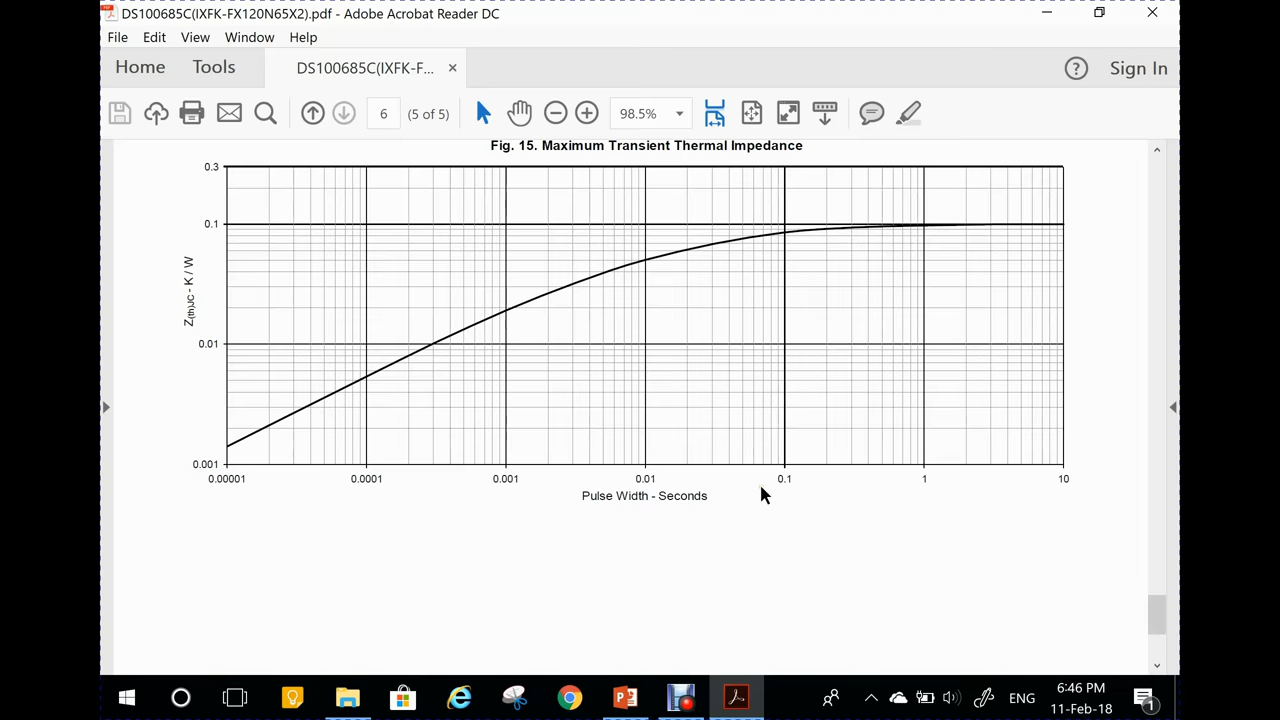 DS100685C(IXFK-FX120N65X2).pdf - Adobe Acrobat Reader DC
File Edit View Window Help
Home Tools DS100685C(IXFK-F... × ? Sign In
6 (5 of 5) 98.5%
Fig. 15. Maximum Transient Thermal Impedance
0.3
0.1
Z(th)JC - K / W
0.01
0.001
0.00001 0.0001 0.001 0.01 0.1 1 10
Pulse Width - Seconds
ENG
6:46 PM
11-Feb-18
1